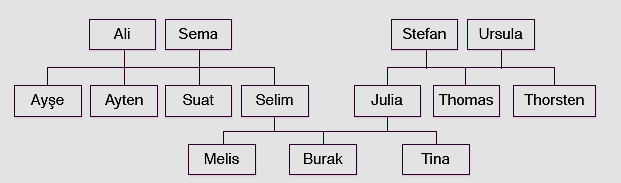 Ali Sema Stefan Ursula
Ayşe Ayten Suat Selim Julia Thomas Thorsten
Melis Burak Tina